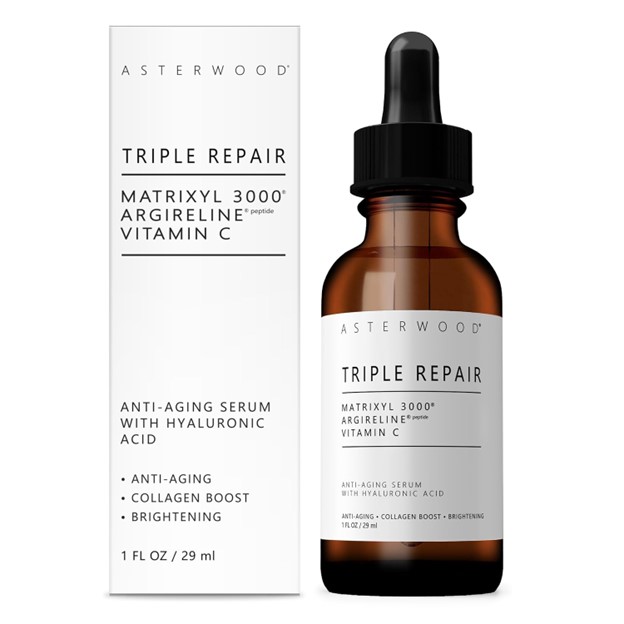 ASTERWOOD®
TRIPLE REPAIR
MATRIXYL 3000®
ARGIRELINE® peptide
VITAMIN C
ANTI-AGING SERUM
WITH HYALURONIC
ACID
• ANTI-AGING
• COLLAGEN BOOST
• BRIGHTENING
1 FL OZ / 29 ml
ASTERWOOD®
TRIPLE REPAIR
MATRIXYL 3000®
ARGIRELINE® peptide
VITAMIN C
ANTI-AGING SERUM
WITH HYALURONIC ACID
ANTI-AGING • COLLAGEN BOOST • BRIGHTENING
1 FL OZ / 29 ml